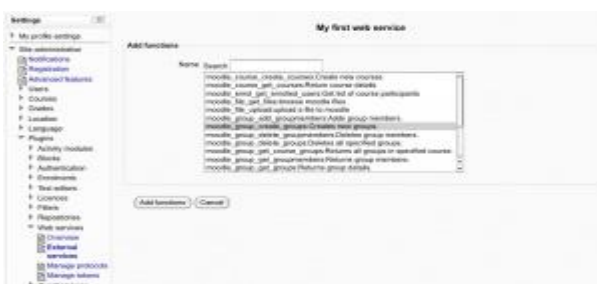 Settings
My profile settings
Site administration
Notifications
Registration
Advanced features
Users
Courses
Grades
Location
Language
Plugins
Activity modules
Blocks
Authentication
Enrolments
Text editors
Licences
Filters
Repositories
Web services
Overview
External services
Manage protocols
Manage tokens
My first web service
Add functions
Name Search
moodle_course_create_courses:Create new courses
moodle_course_get_courses:Return course details
moodle_enrol_get_enrolled_users:Get list of course participants
moodle_file_get_files:browse moodle files
moodle_file_upload:upload a file to moodle
moodle_group_add_groupmembers:Adds group members.
moodle_group_create_groups:Creates new groups.
moodle_group_delete_groupmembers:Deletes group members.
moodle_group_delete_groups:Deletes all specified groups.
moodle_group_get_course_groups:Returns all groups in specified course
moodle_group_get_groupmembers:Returns group members.
moodle_group_get_groups:Returns group details.
Add functions Cancel